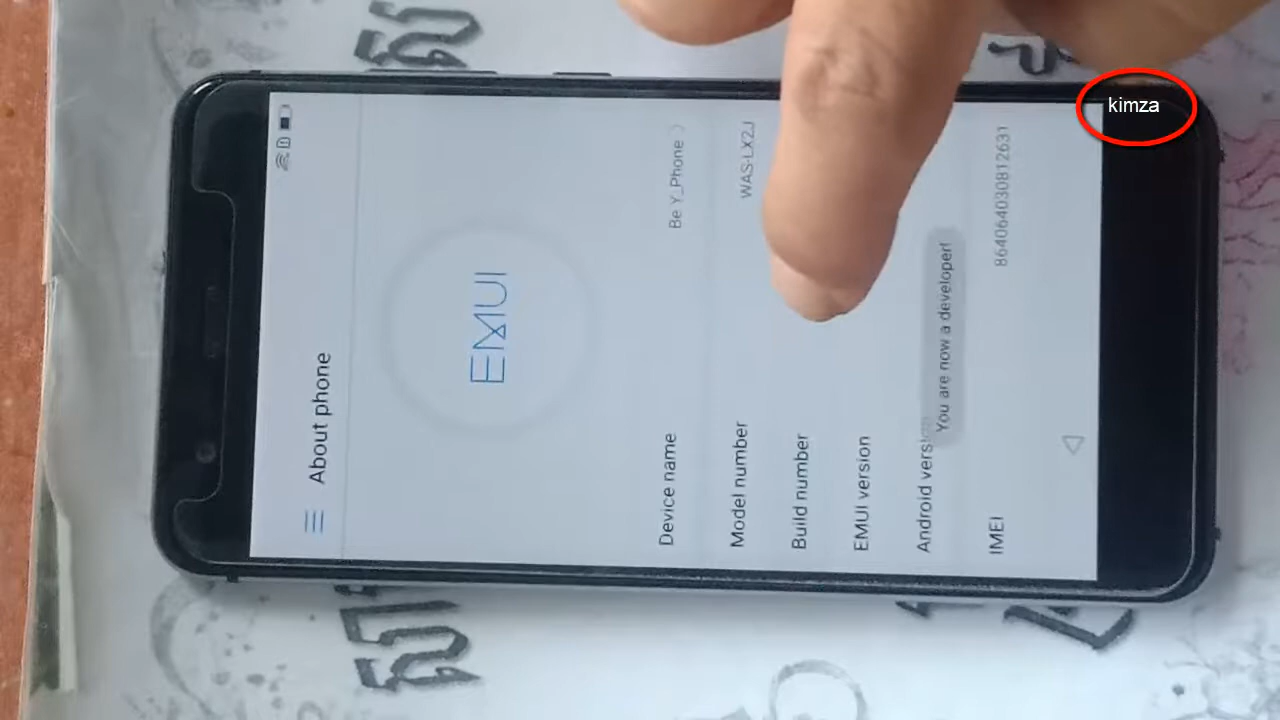 kimza
About phone
EMUI
Device name
Be Y_Phone
Model number
WAS-LX2J
Build number
EMUI version
Android vers
You are now a developer!
IMEI
864064030812631